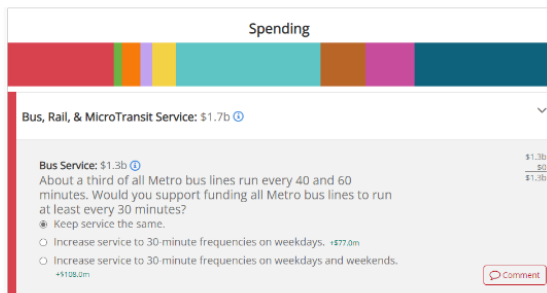 Spending
Bus, Rail, & MicroTransit Service: $1.7b
Bus Service: $1.3b
$1.3b
About a third of all Metro bus lines run every 40 and 60
$0
minutes. Would you support funding all Metro bus lines to run
$1.3b
at least every 30 minutes?
Keep service the same.
Increase service to 30-minute frequencies on weekdays. +$77.0m
Increase service to 30-minute frequencies on weekdays and weekends.
+$108.0m
Comment